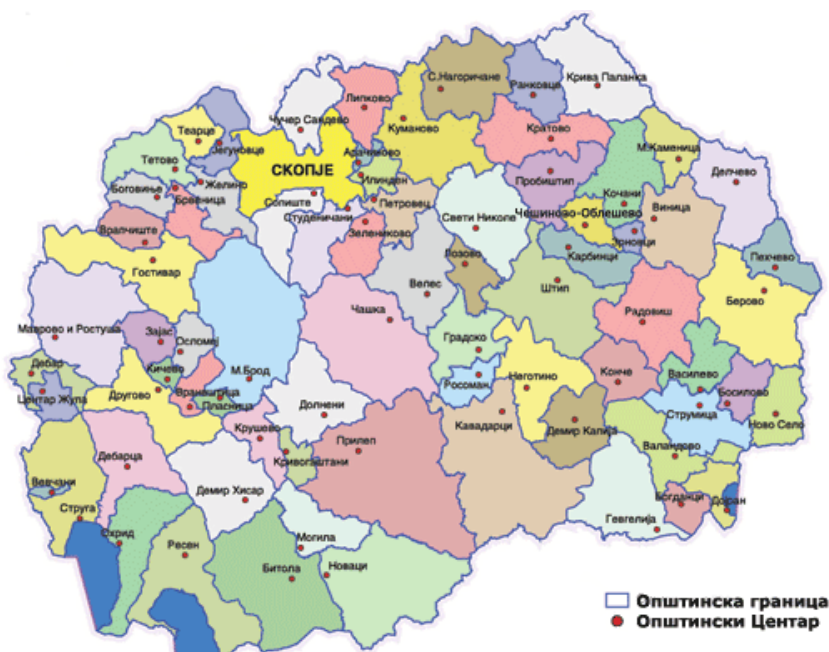 С.Нагоричане
Ранковце
Крива Паланка
Липково
Чучер Сандево
Куманово
Кратово
Теарце
Јегуновце
Арачиново
М.Каменица
Тетово
СКОПЈЕ
Илинден
Пробиштип
Делчево
Боговиње
Желино
Брвеница
Сопиште
Петровец
Кочани
Студеничани
Свети Николе
Чешиново-Облешево
Виница
Врапчиште
Зелениково
Зрновци
Гостивар
Лозово
Карбинци
Пехчево
Велес
Штип
Берово
Маврово и Ростуша
Зајас
Осломеј
Чашка
Градско
Радовиш
Дебар
Кичево
М.Брод
Росоман
Неготино
Конче
Василево
Центар Жупа
Другово
Вранештица
Пласница
Долнени
Босилово
Крушево
Кавадарци
Демир Капија
Струмица
Ново Село
Дебарца
Прилеп
Кривогаштани
Валандово
Вевчани
Демир Хисар
Богданци
Дојран
Струга
Гевгелија
Охрид
Ресен
Могила
Битола
Новаци
Општинска граница
Општински Центар